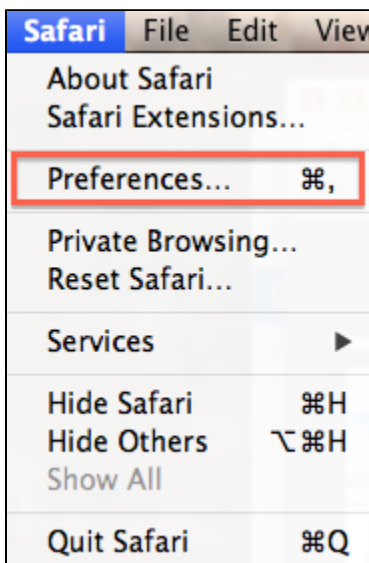 Safari File Edit View
About Safari
Safari Extensions...
Preferences... ⌘,
Private Browsing...
Reset Safari...
Services ▶
Hide Safari ⌘H
Hide Others ⌥⌘H
Show All
Quit Safari ⌘Q